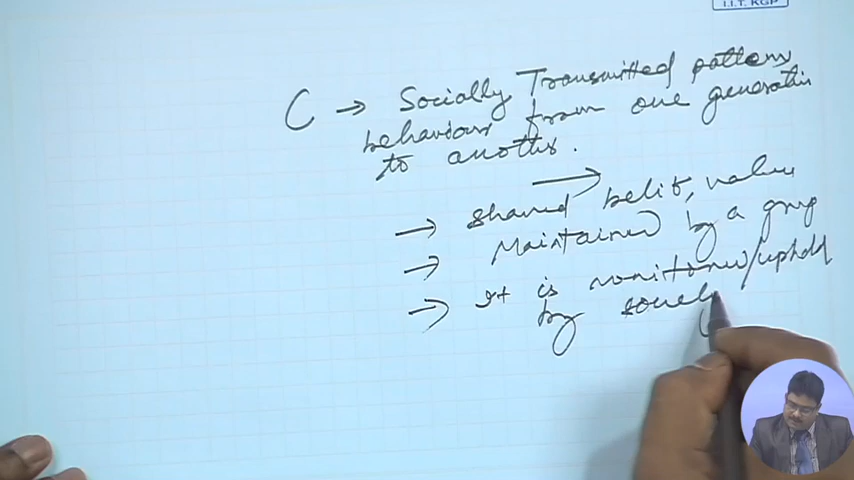 I.I.T. KGP
C → Socially Transmitted pattern
behaviour from one generation
to another.
→ shared belief, value
→ Maintained by a group
→ It is monitored/uphold
by society